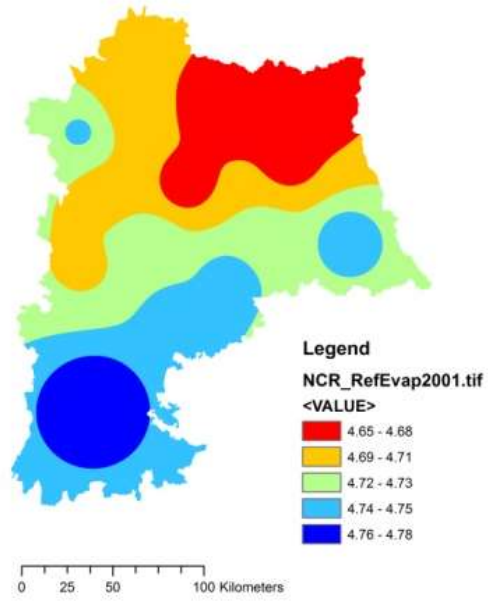 Legend
NCR_RefEvap2001.tif
<VALUE>
4.65 - 4.68
4.69 - 4.71
4.72 - 4.73
4.74 - 4.75
4.76 - 4.78
0 25 50 100 Kilometers